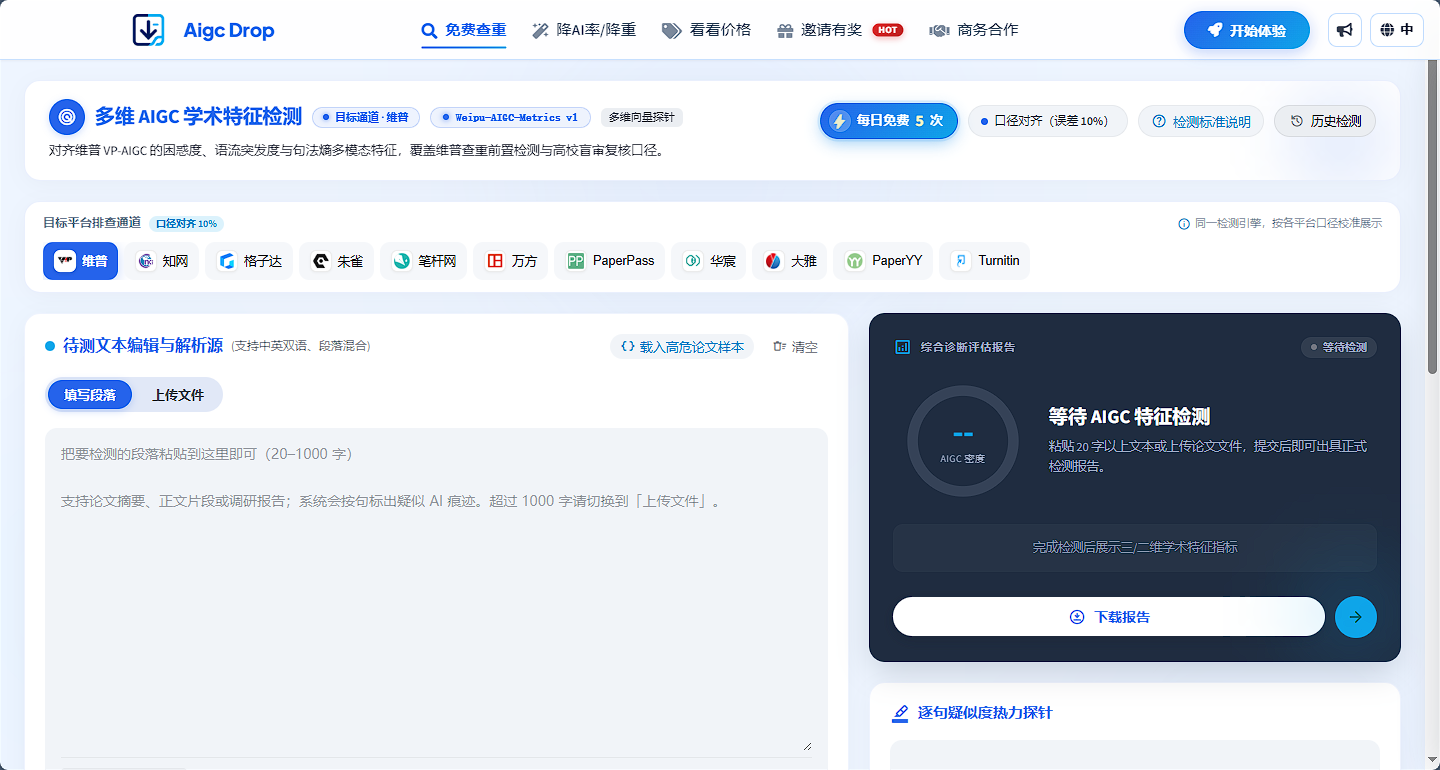 Aigc Drop
免费查重
降AI率/降重
看看价格
邀请有奖 HOT
商务合作
开始体验
中
多维 AIGC 学术特征检测
目标通道 · 维普
Weipu-AIGC-Metrics v1
多维向量探针
每日免费 5 次
口径对齐（误差 10%）
检测标准说明
历史检测
对齐维普 VP-AIGC 的困惑度、语流突发度与句法熵多模态特征，覆盖维普查重前置检测与高校盲审复核口径。
目标平台排查通道
口径对齐 10%
同一检测引擎，按各平台口径校准展示
维普
知网
格子达
朱雀
笔杆网
万方
PaperPass
华宸
大雅
PaperYY
Turnitin
待测文本编辑与解析源 (支持中英双语、段落混合)
载入高危论文样本
清空
填写段落
上传文件
把要检测的段落粘贴到这里即可（20–1000 字）
支持论文摘要、正文片段或调研报告；系统会按句标出疑似 AI 痕迹。超过 1000 字请切换到「上传文件」。
综合诊断评估报告
等待检测
--
AIGC 密度
等待 AIGC 特征检测
粘贴 20 字以上文本或上传论文文件，提交后即可出具正式
检测报告。
完成检测后展示三/二维学术特征指标
下载报告
逐句疑似度热力探针